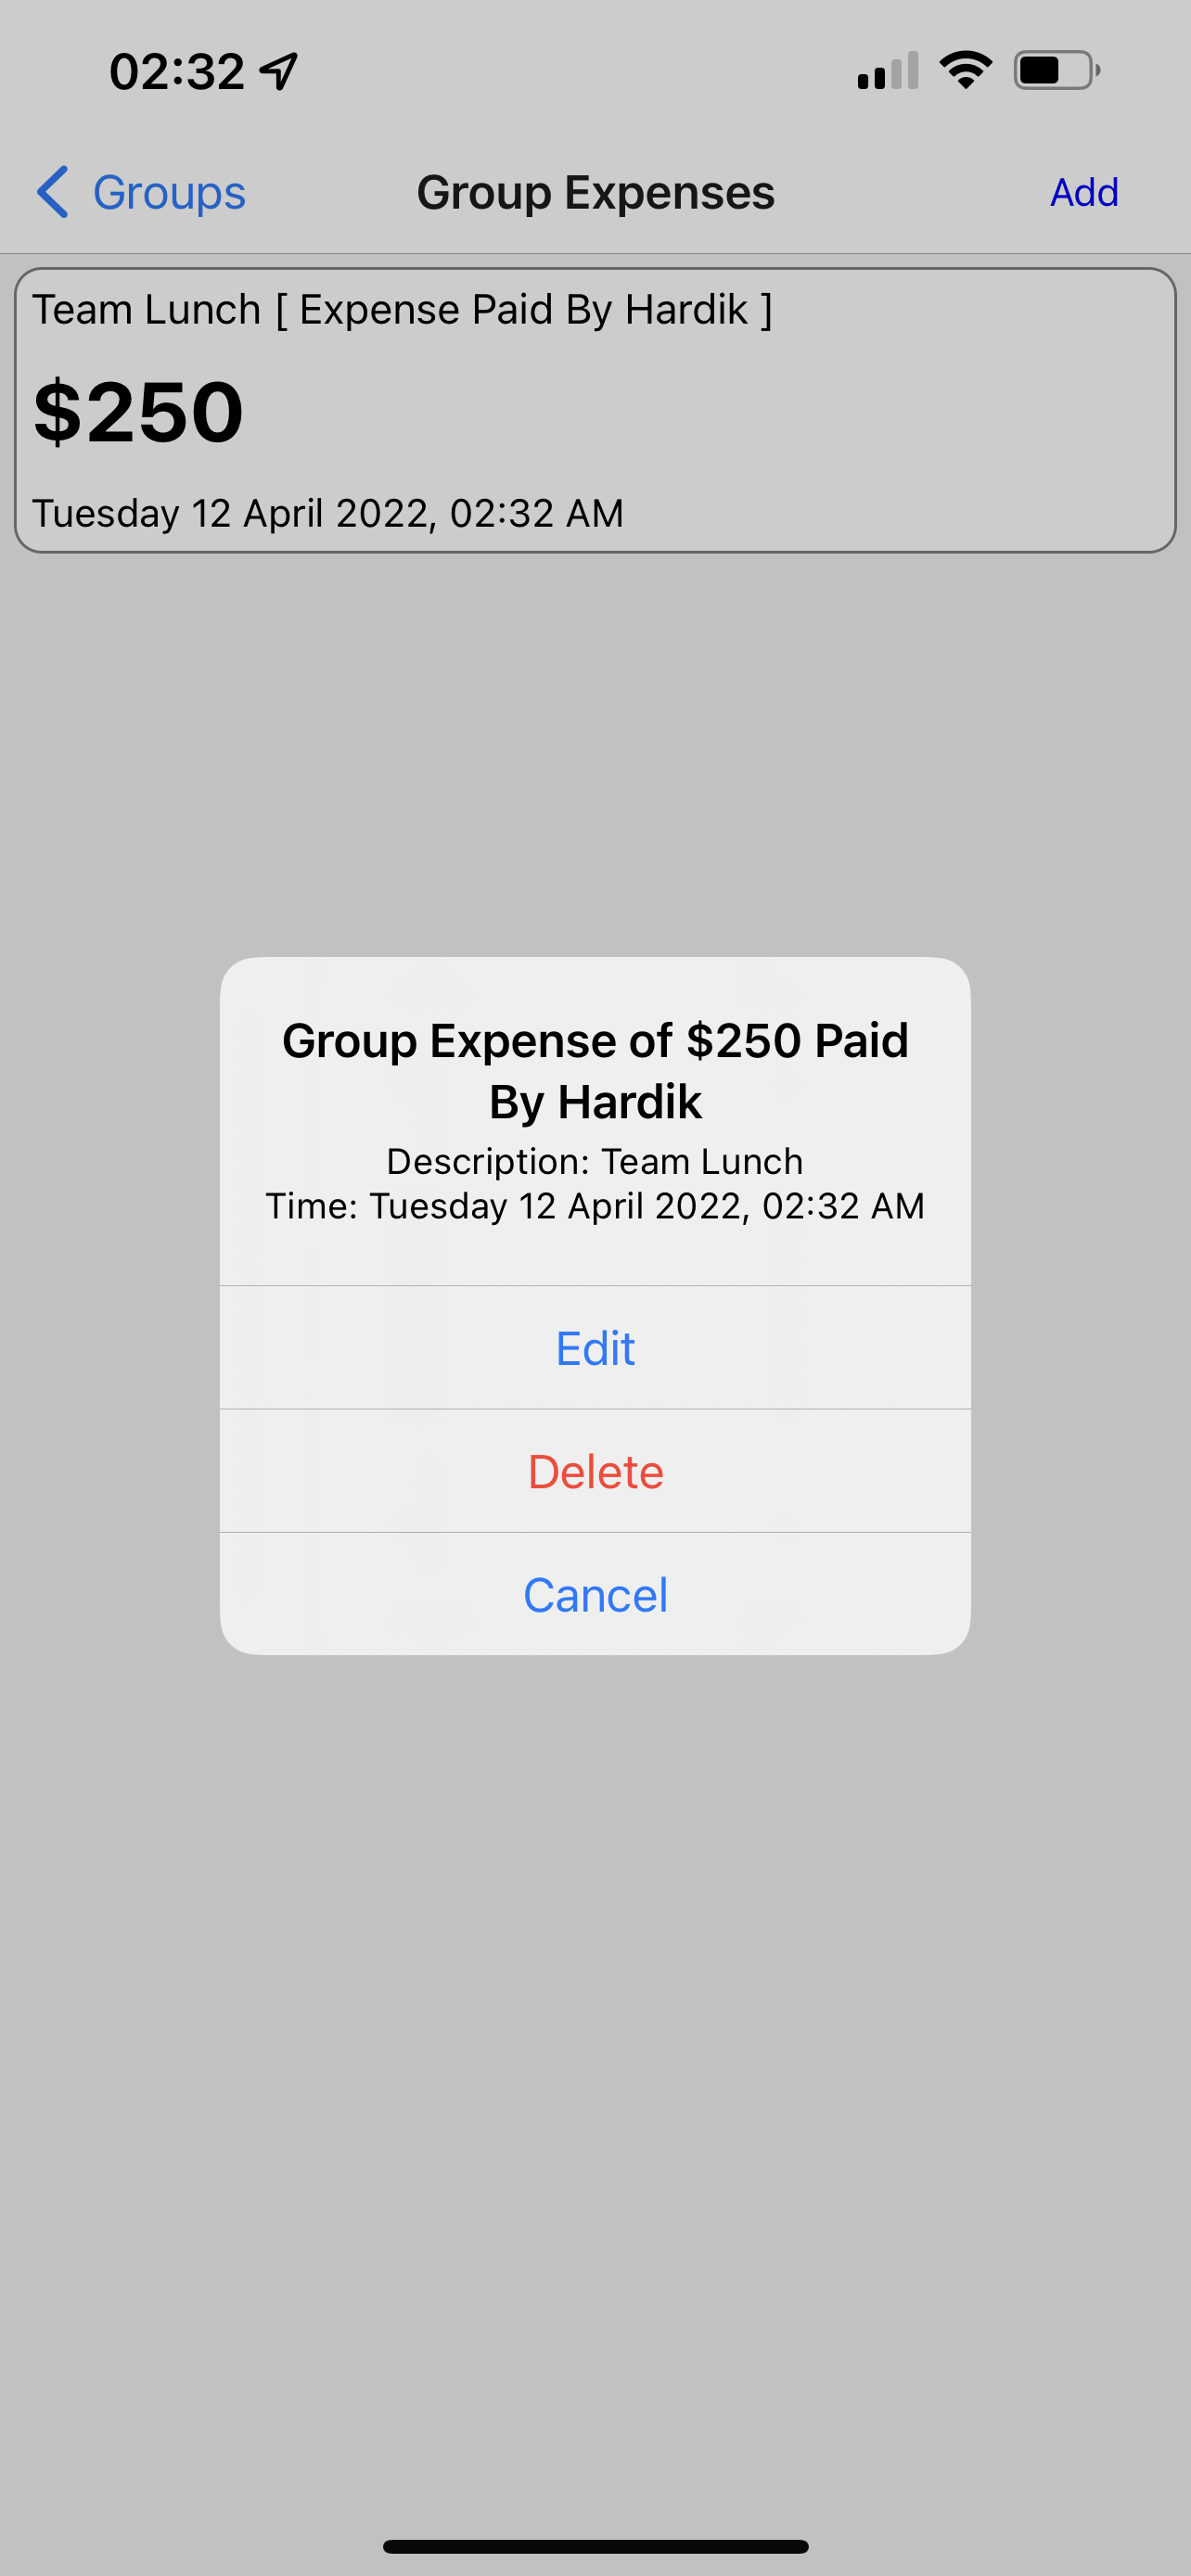 02:32
Groups
Group Expenses
Add
Team Lunch [ Expense Paid By Hardik ]
$250
Tuesday 12 April 2022, 02:32 AM
Group Expense of $250 Paid
By Hardik
Description: Team Lunch
Time: Tuesday 12 April 2022, 02:32 AM
Edit
Delete
Cancel